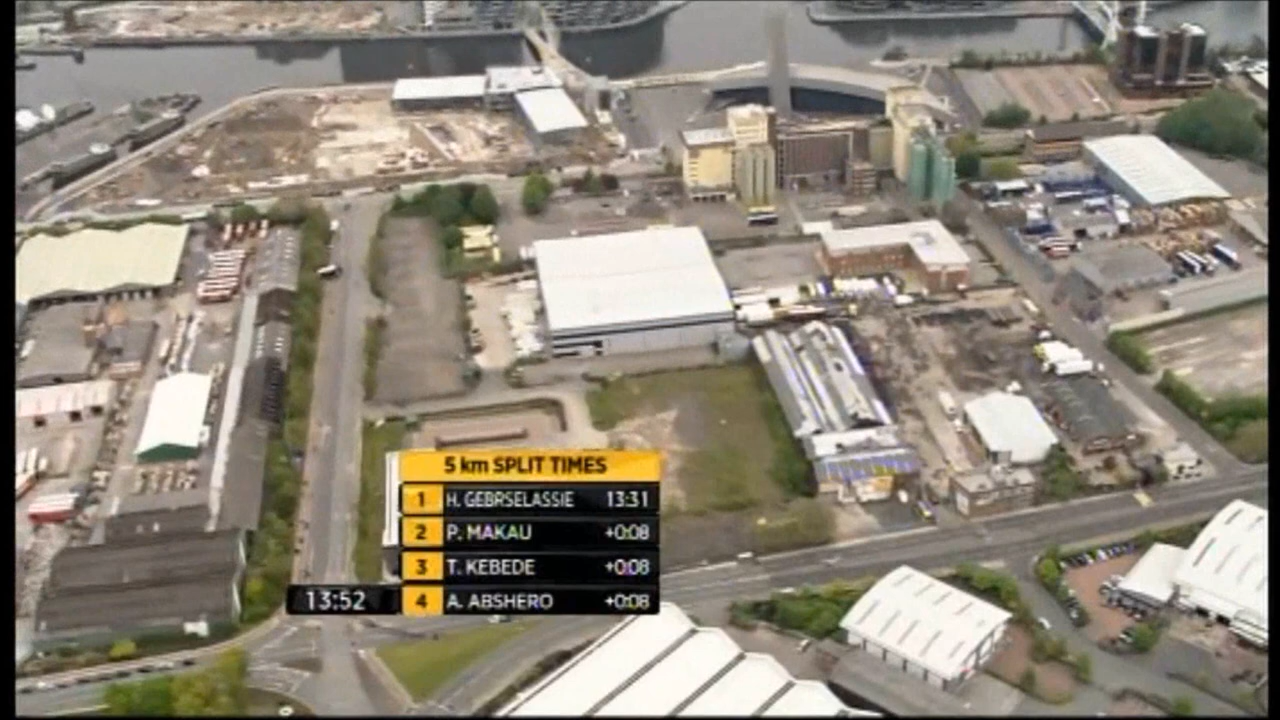 5 km SPLIT TIMES
1 H. GEBRSELASSIE 13:31
2 P. MAKAU +0:08
3 T. KEBEDE +0:08
13:52 4 A. ABSHERO +0:08